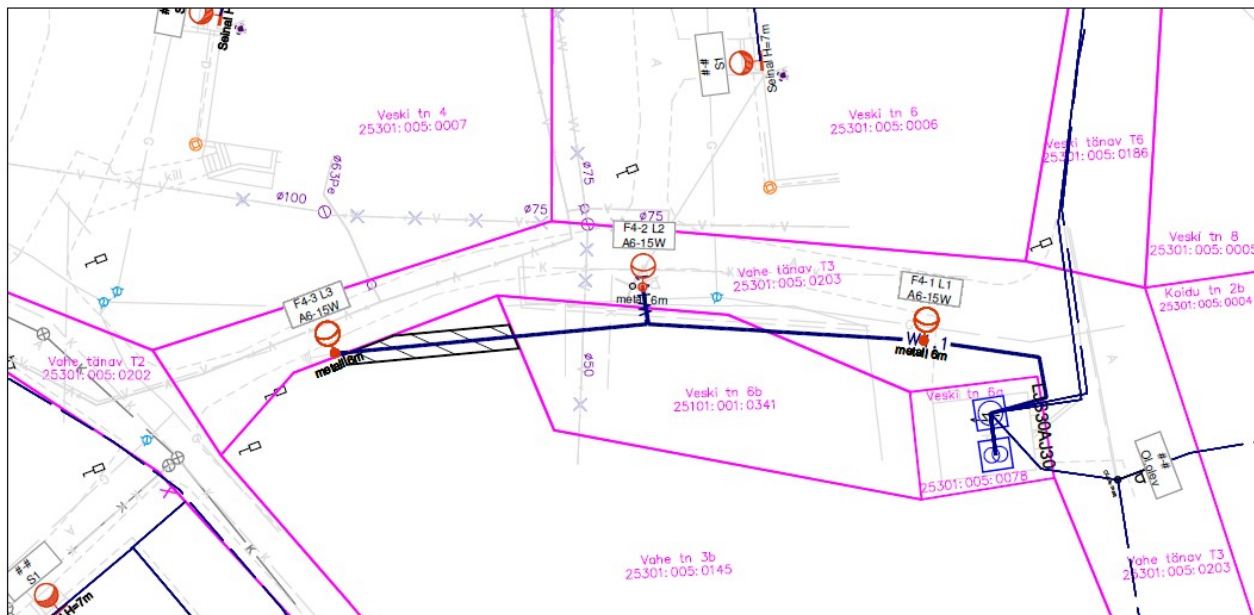 S1
Seinal H=7m
Veski tn 4
25301:005:0007
Veski tn 6
25301:005:0006
Veski tänav T6
25301:005:0186
kill
ø63Pe
ø100
ø75
ø75
ø75
F4-2 L2
A6-15W
Veski tn 8
25301:005:0005
Vahe tänav T3
25301:005:0203
Koidu tn 2b
25301:005:0004
F4-3 L3
A6-15W
F4-1 L1
A6-15W
metall 6m
metall 6m
metall 6m
Vahe tänav T2
25301:005:0202
ø50
Veski tn 6b
25101:001:0341
Veski tn 6a
25301:005:0078
#-#
OLolev
Vahe tn 3b
25301:005:0145
Vahe tänav T3
25301:005:0203
#-#
S1
H=7m